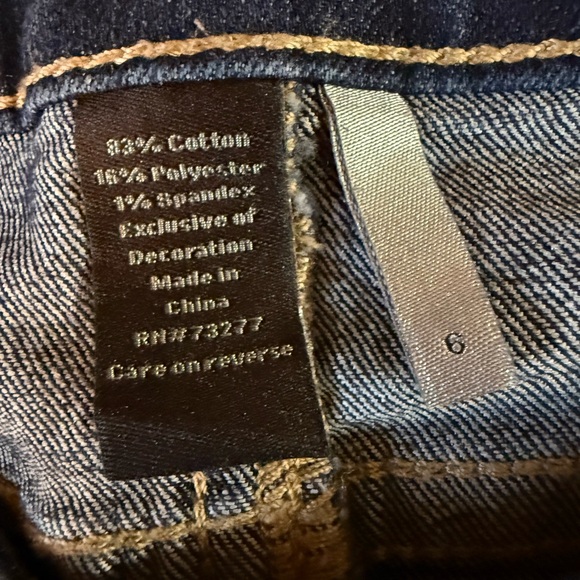 83% Cotton
16% Polyester
1% Spandex
Exclusive of
Decoration
Made in
China
RN#73277
Care on reverse
6